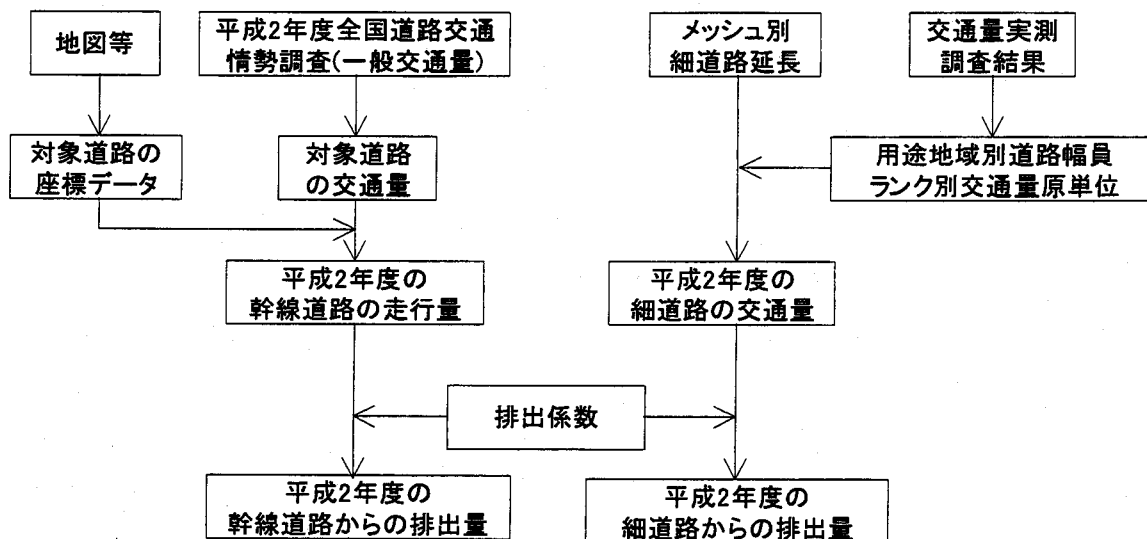 地図等
平成2年度全国道路交通
情勢調査(一般交通量)
メッシュ別
細道路延長
交通量実測
調査結果
対象道路の
座標データ
対象道路
の交通量
用途地域別道路幅員
ランク別交通量原単位
平成2年度の
幹線道路の走行量
平成2年度の
細道路の交通量
排出係数
平成2年度の
幹線道路からの排出量
平成2年度の
細道路からの排出量